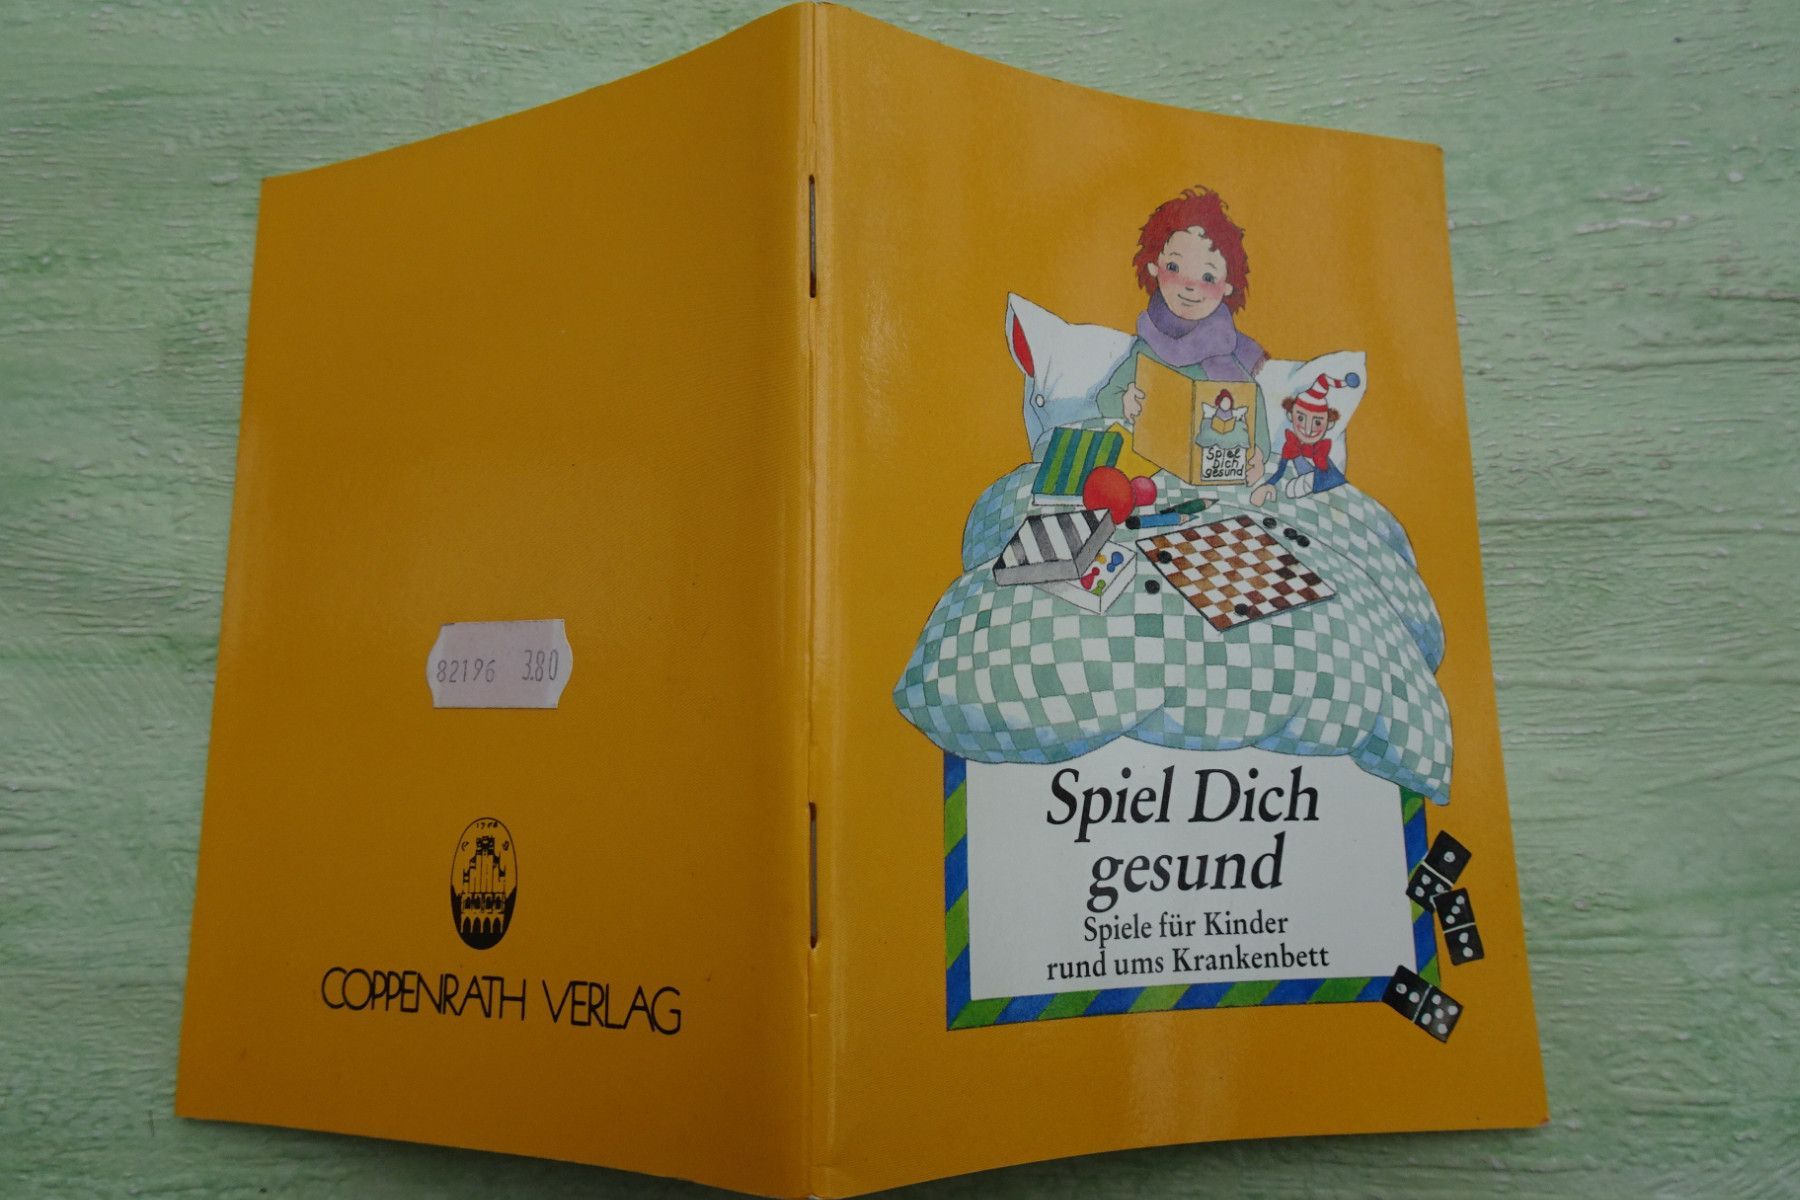 82196 3.80
COPPENRATH VERLAG
Spiel
Dich
gesund
Spiel Dich
gesund
Spiele für Kinder
rund ums Krankenbett